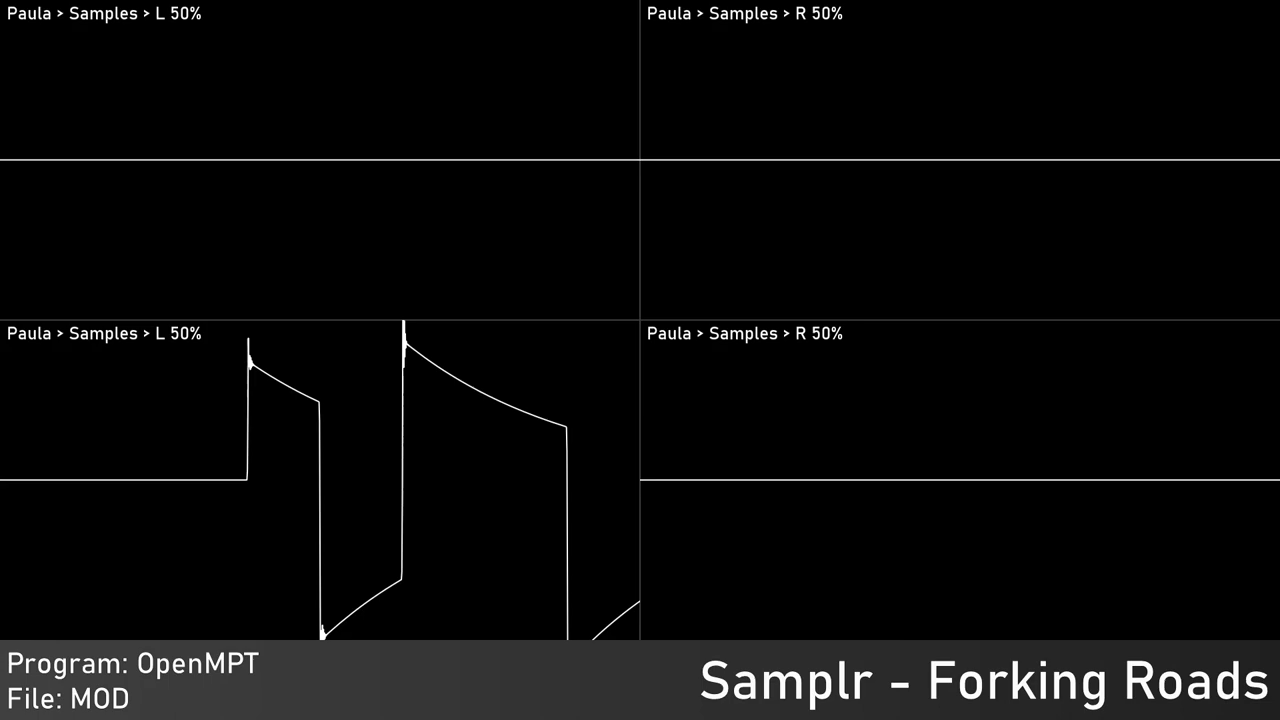 Paula > Samples > L 50%
Paula > Samples > R 50%
Paula > Samples > L 50%
Paula > Samples > R 50%
Program: OpenMPT
File: MOD
Samplr - Forking Roads